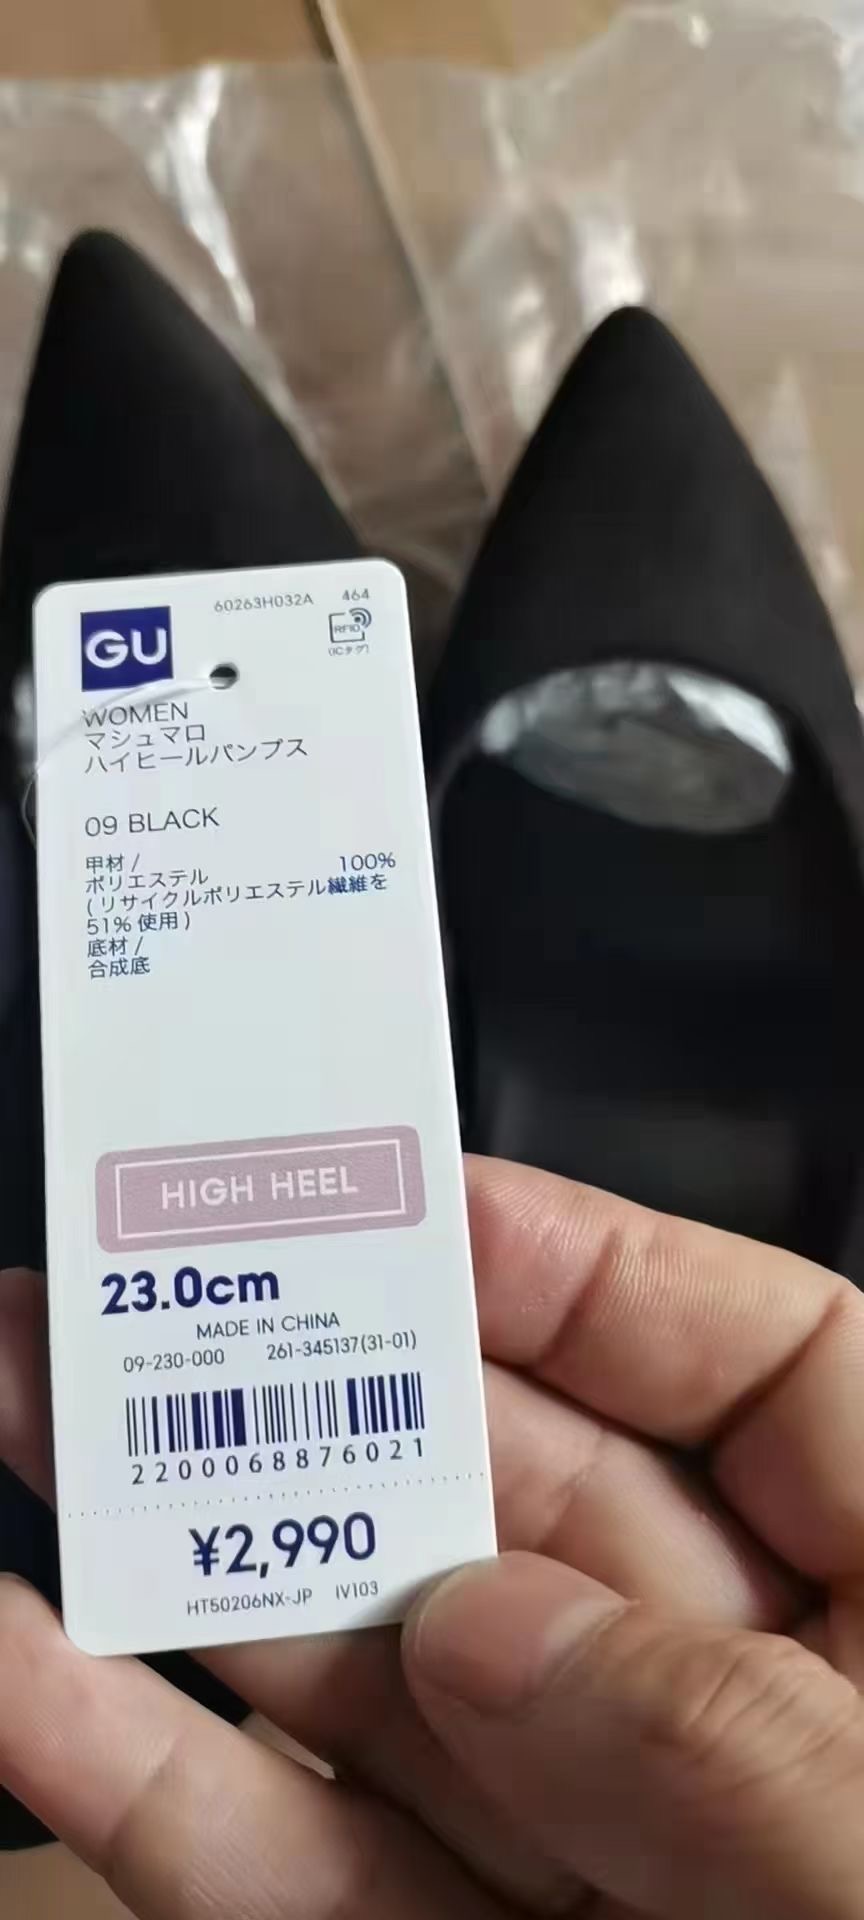 60263H032A 464
GU
RFID
(ICタグ)
WOMEN
マシュマロ
ハイヒールパンプス
09 BLACK
甲材 /
ポリエステル 100%
(リサイクルポリエステル繊維を
51% 使用)
底材 /
合成底
HIGH HEEL
23.0cm
MADE IN CHINA
09-230-000 261-345137(31-01)
2200068876021
¥2,990
HT50206NX-JP IV103